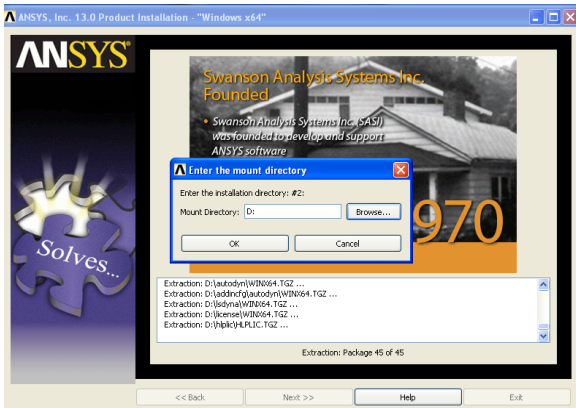 ANSYS, Inc. 13.0 Product Installation - "Windows x64"
ANSYS®
Swanson Analysis Systems Inc.
Founded
• Swanson Analysis Systems Inc. (SASI)
was founded to develop and support
ANSYS software
1970
Enter the mount directory
Enter the installation directory: #2:
Mount Directory: D: Browse...
OK Cancel
Solves...
Extraction: D:\autodyn\WINX64.TGZ ...
Extraction: D:\addincfg\autodyn\WINX64.TGZ ...
Extraction: D:\lsdyna\WINX64.TGZ ...
Extraction: D:\license\WINX64.TGZ ...
Extraction: D:\hlplic\HLPLIC.TGZ ...
Extraction: Package 45 of 45
<< Back Next >> Help Exit